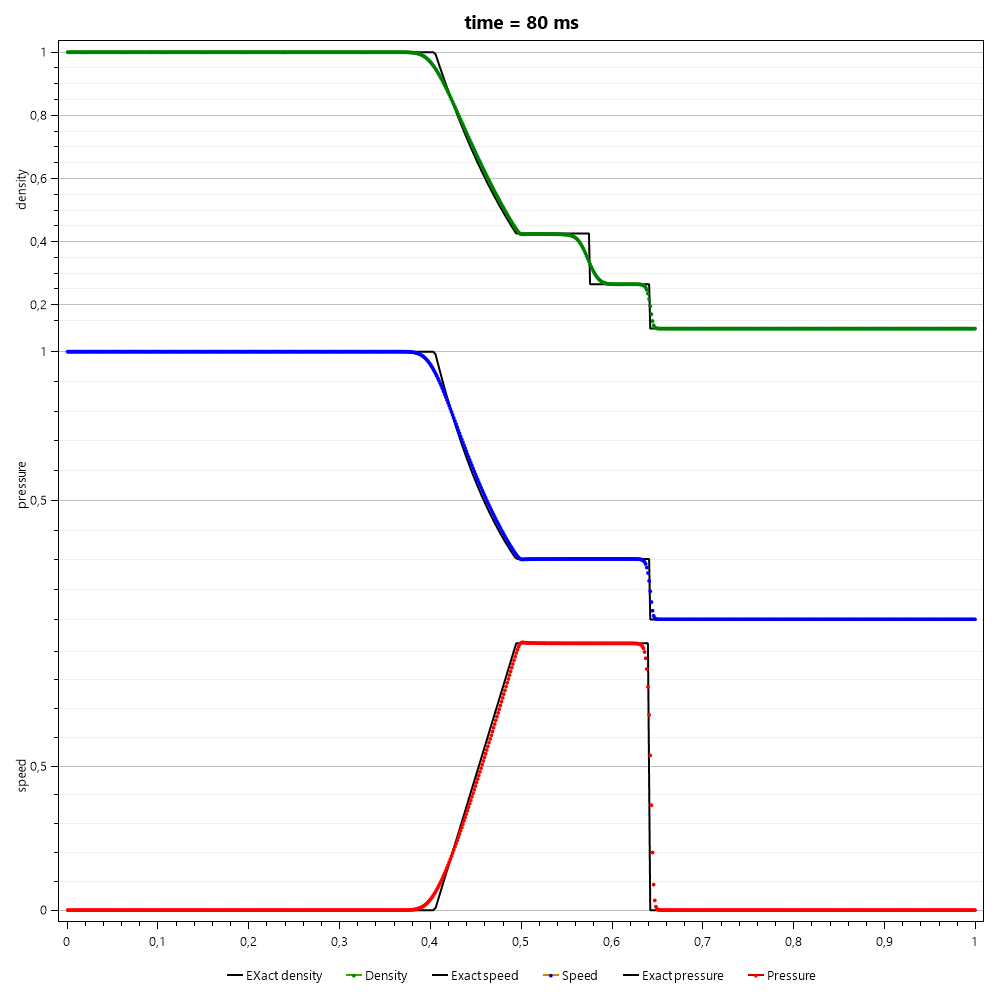 time = 80 ms
1
0,8
0,6
0,4
0,2
density
1
0,5
pressure
0,5
0
speed
0 0,1 0,2 0,3 0,4 0,5 0,6 0,7 0,8 0,9 1
EXact density Density Exact speed Speed Exact pressure Pressure